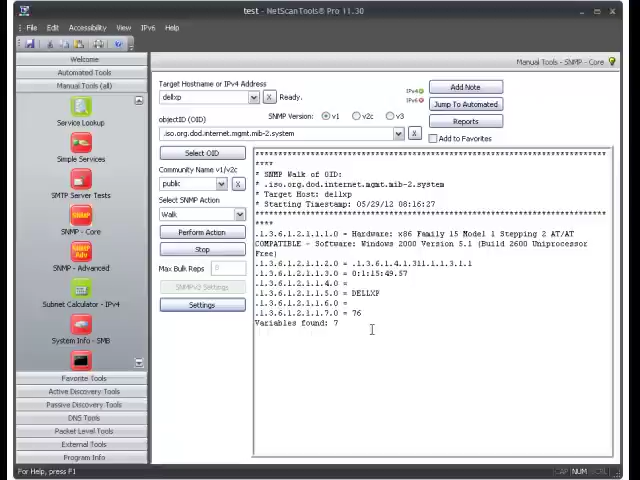 test - NetScanTools® Pro 11.30
File Edit Accessibility View IPv6 Help
Welcome
Automated Tools
Manual Tools (all)
Service Lookup
Simple Services
SMTP Server Tests
SNMP - Core
SNMP - Advanced
Subnet Calculator - IPv4
System Info - SMB
Favorite Tools
Active Discovery Tools
Passive Discovery Tools
DNS Tools
Packet Level Tools
External Tools
Program Info
Manual Tools - SNMP - Core
Target Hostname or IPv4 Address
dellxp X Ready.
IPv4
IPv6
Add Note
Jump To Automated
Reports
Add to Favorites
SNMP Version: v1 v2c v3
objectID (OID)
.iso.org.dod.internet.mgmt.mib-2.system X
Select OID
Community Name v1/v2c
public X
Select SNMP Action
Walk
Perform Action
Stop
Max Bulk Reps 0
SNMPv3 Settings
Settings
* SNMP Walk of OID:
* .iso.org.dod.internet.mgmt.mib-2.system
* Target Host: dellxp
* Starting Timestamp: 05/29/12 08:16:27
****
.1.3.6.1.2.1.1.1.0 = Hardware: x86 Family 15 Model 1 Stepping 2 AT/AT
COMPATIBLE - Software: Windows 2000 Version 5.1 (Build 2600 Uniprocessor
Free)
.1.3.6.1.2.1.1.2.0 = .1.3.6.1.4.1.311.1.1.3.1.1
.1.3.6.1.2.1.1.3.0 = 0:1:15:49.57
.1.3.6.1.2.1.1.4.0 =
.1.3.6.1.2.1.1.5.0 = DELLXP
.1.3.6.1.2.1.1.6.0 =
.1.3.6.1.2.1.1.7.0 = 76
Variables found: 7
For Help, press F1
CAP NUM SCRL